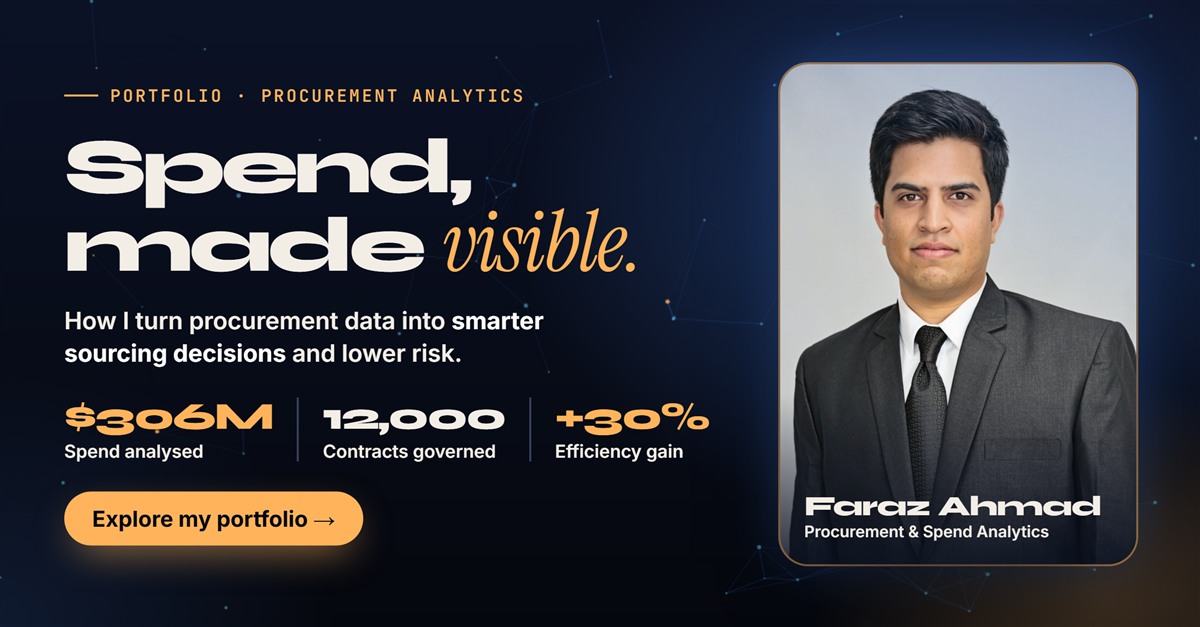 PORTFOLIO · PROCUREMENT ANALYTICS
Spend,
made visible.
How I turn procurement data into smarter
sourcing decisions and lower risk.
$306M
Spend analysed
12,000
Contracts governed
+30%
Efficiency gain
Explore my portfolio →
Faraz Ahmad
Procurement & Spend Analytics